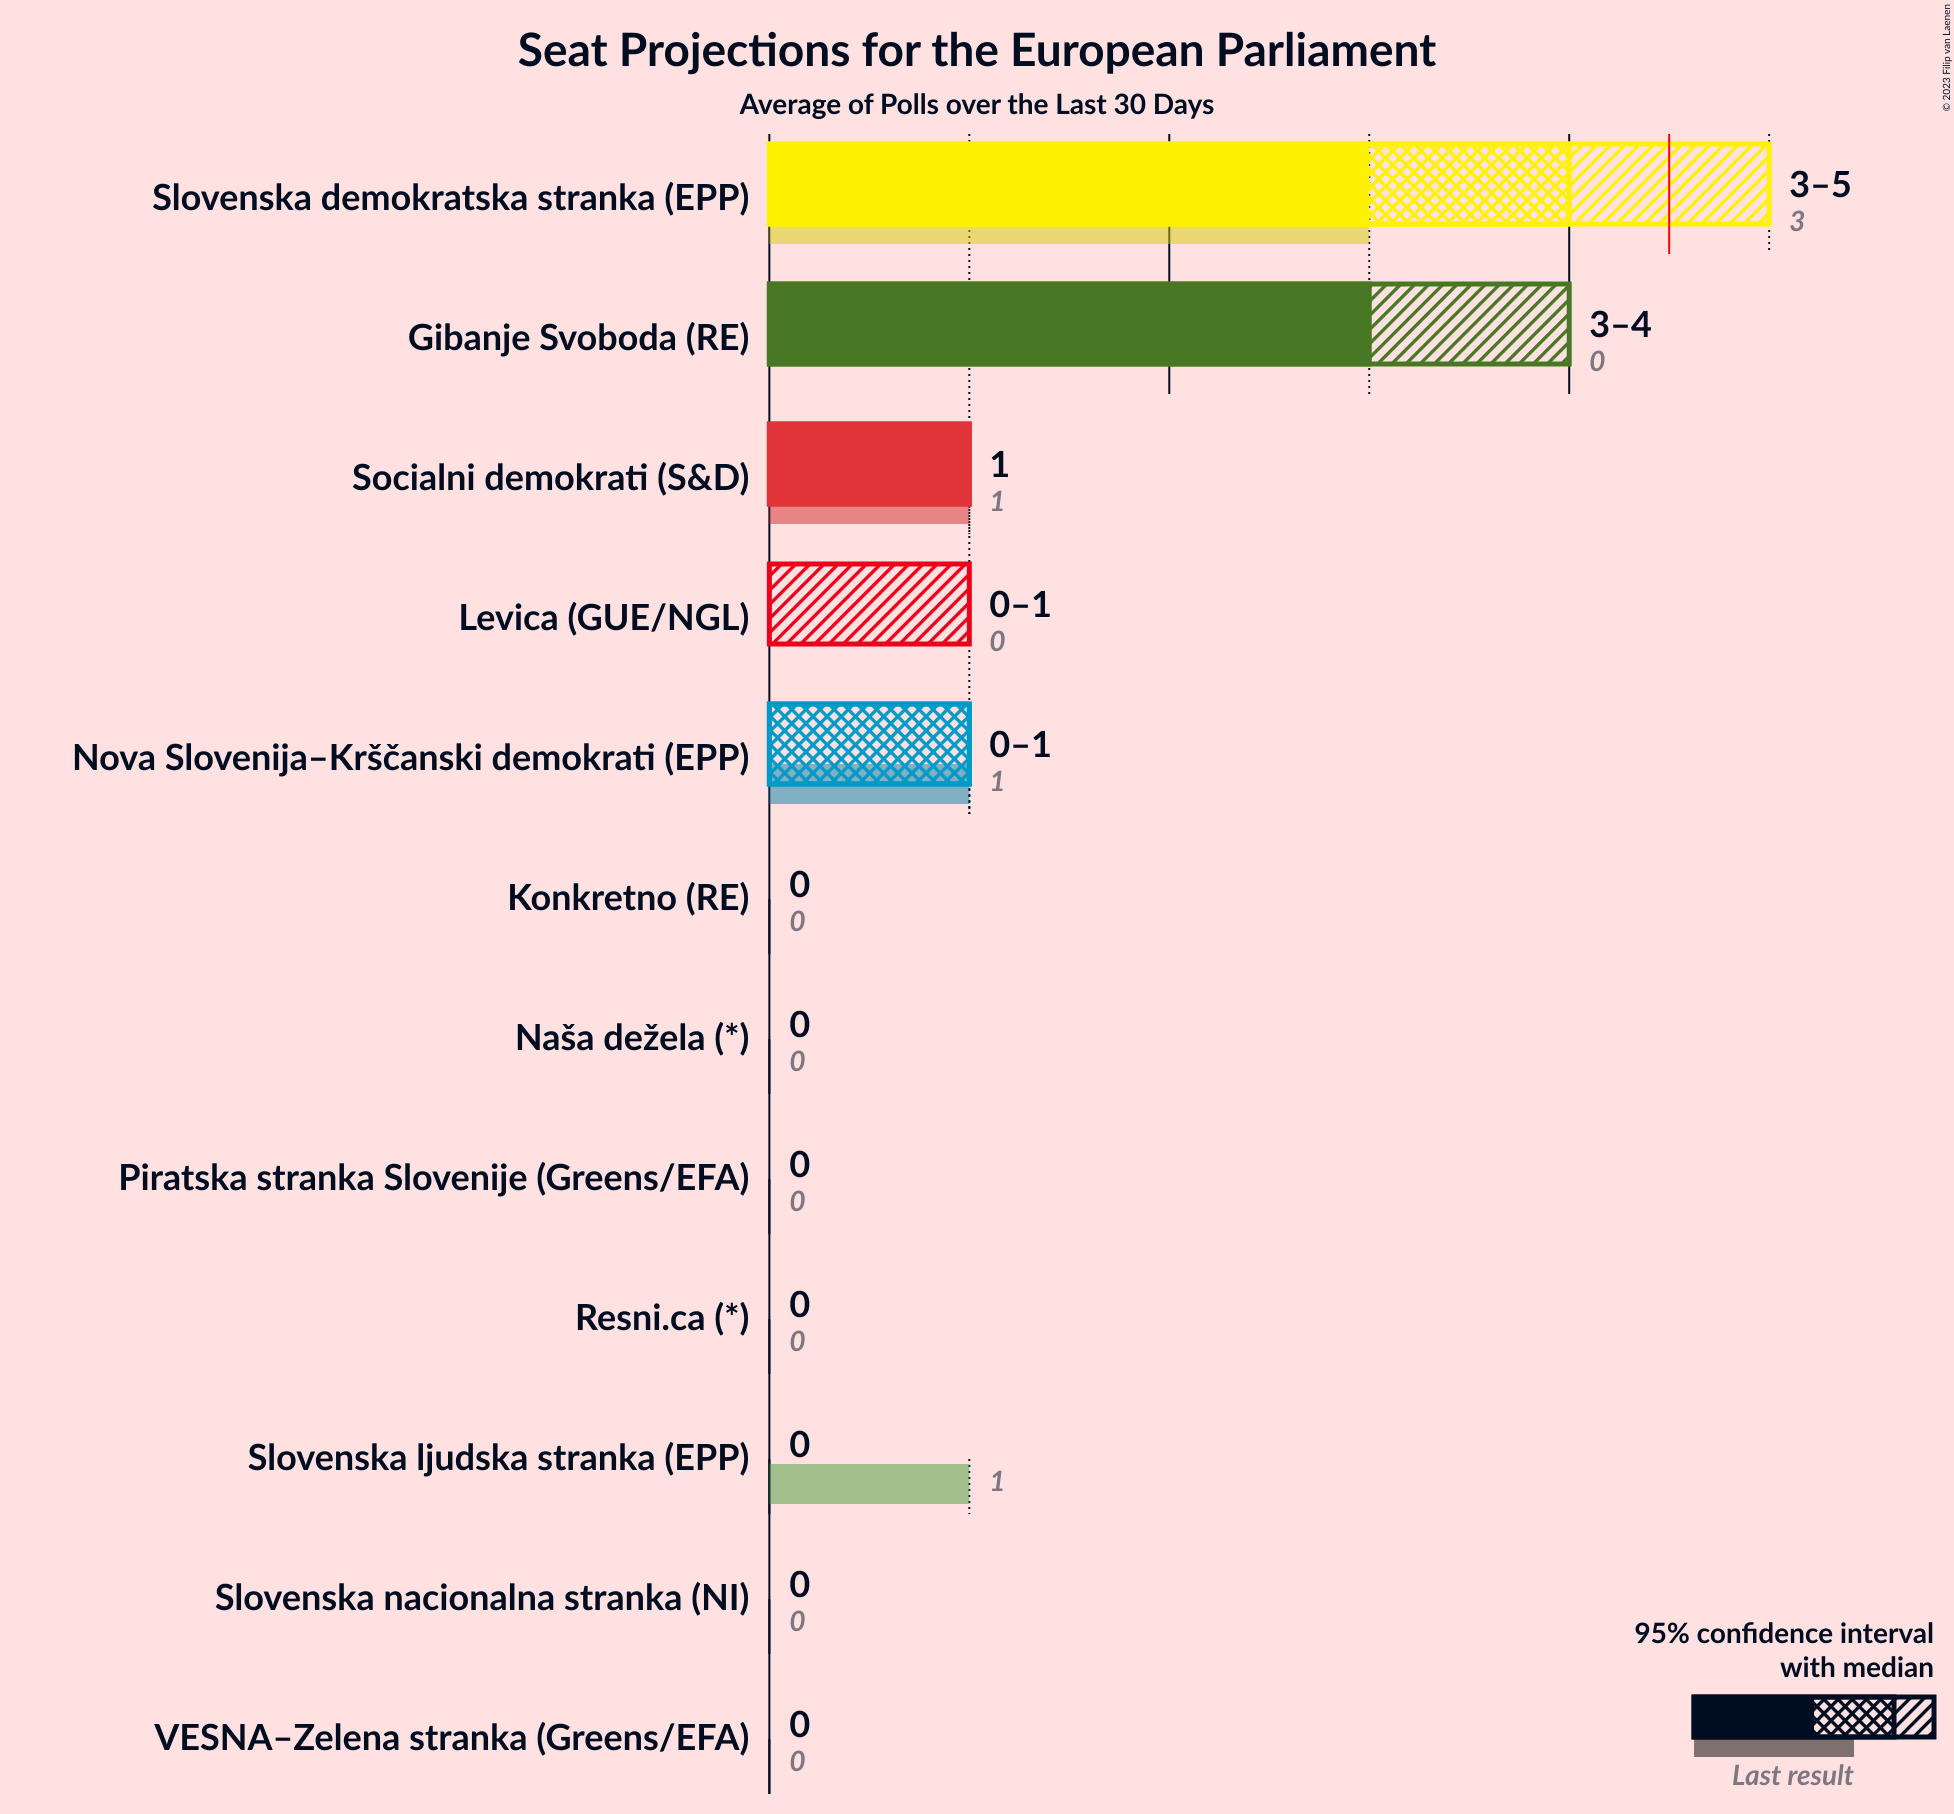 Seat Projections for the European Parliament
Average of Polls over the Last 30 Days
© 2023 Filip van Laenen
Slovenska demokratska stranka (EPP)
3–5
3
Gibanje Svoboda (RE)
3–4
0
Socialni demokrati (S&D)
1
1
Levica (GUE/NGL)
0–1
0
Nova Slovenija–Krščanski demokrati (EPP)
0–1
1
Konkretno (RE)
0
0
Naša dežela (*)
0
0
Piratska stranka Slovenije (Greens/EFA)
0
0
Resni.ca (*)
0
0
Slovenska ljudska stranka (EPP)
0
1
Slovenska nacionalna stranka (NI)
0
0
VESNA–Zelena stranka (Greens/EFA)
0
0
95% confidence interval
with median
Last result